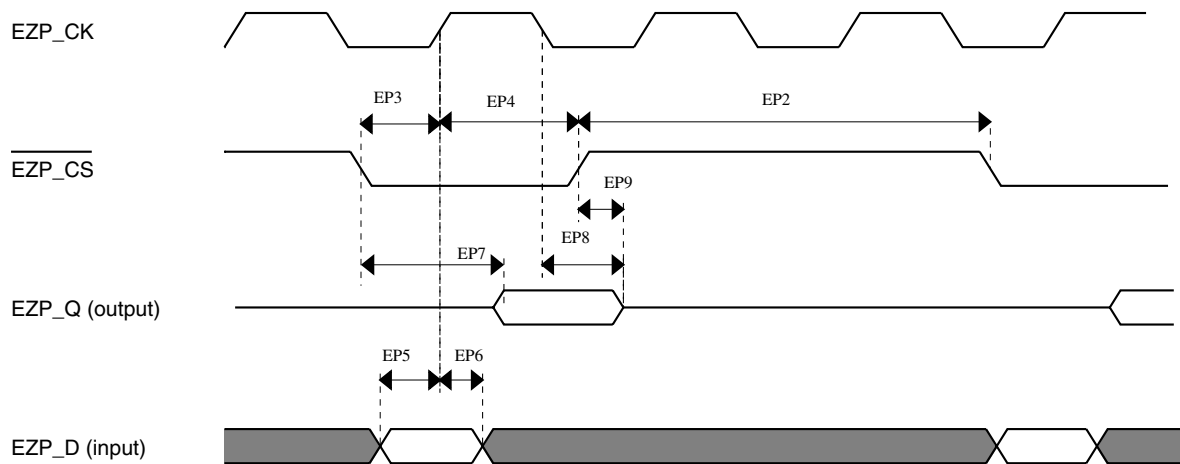 EZP_CK
EP3
EP4
EP2
EZP_CS
EP9
EP8
EP7
EZP_Q (output)
EP5
EP6
EZP_D (input)